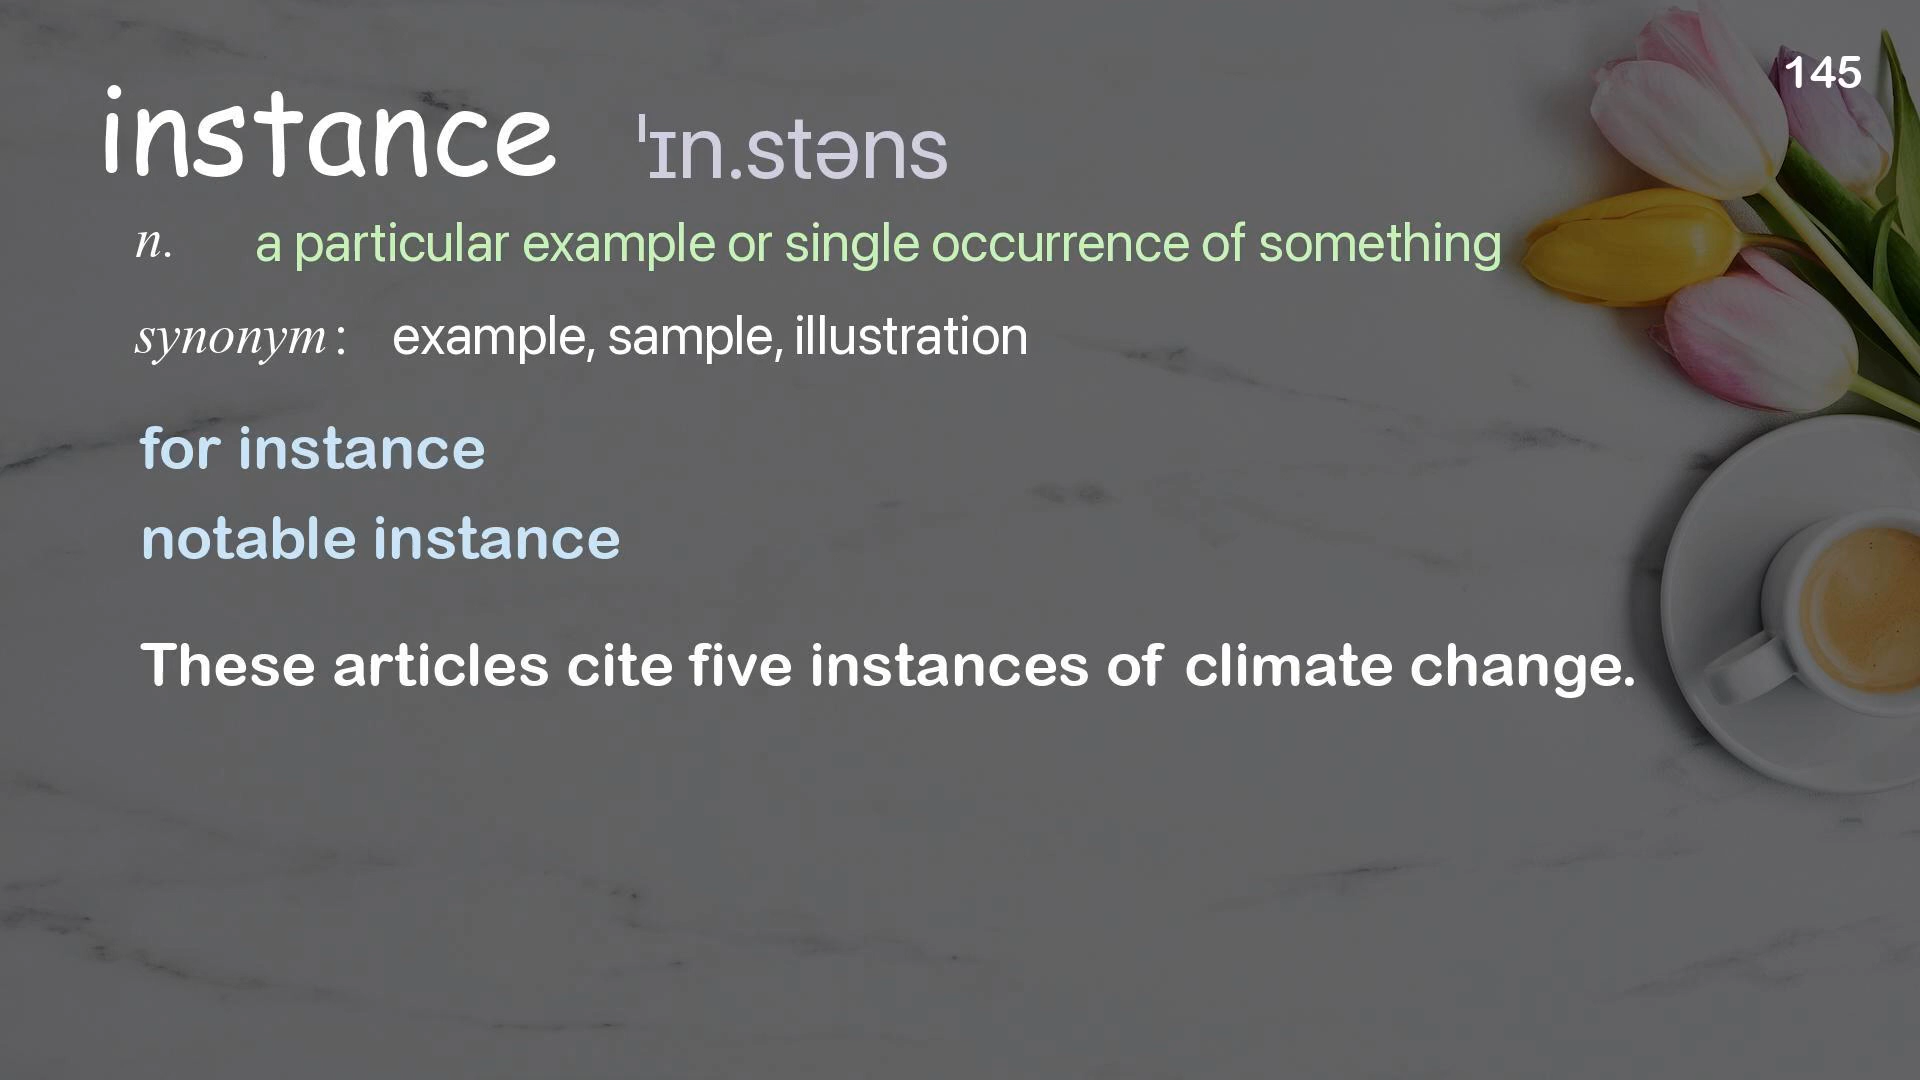 145
instance ˈɪn.stəns
n. a particular example or single occurrence of something
synonym : example, sample, illustration
for instance
notable instance
These articles cite five instances of climate change.